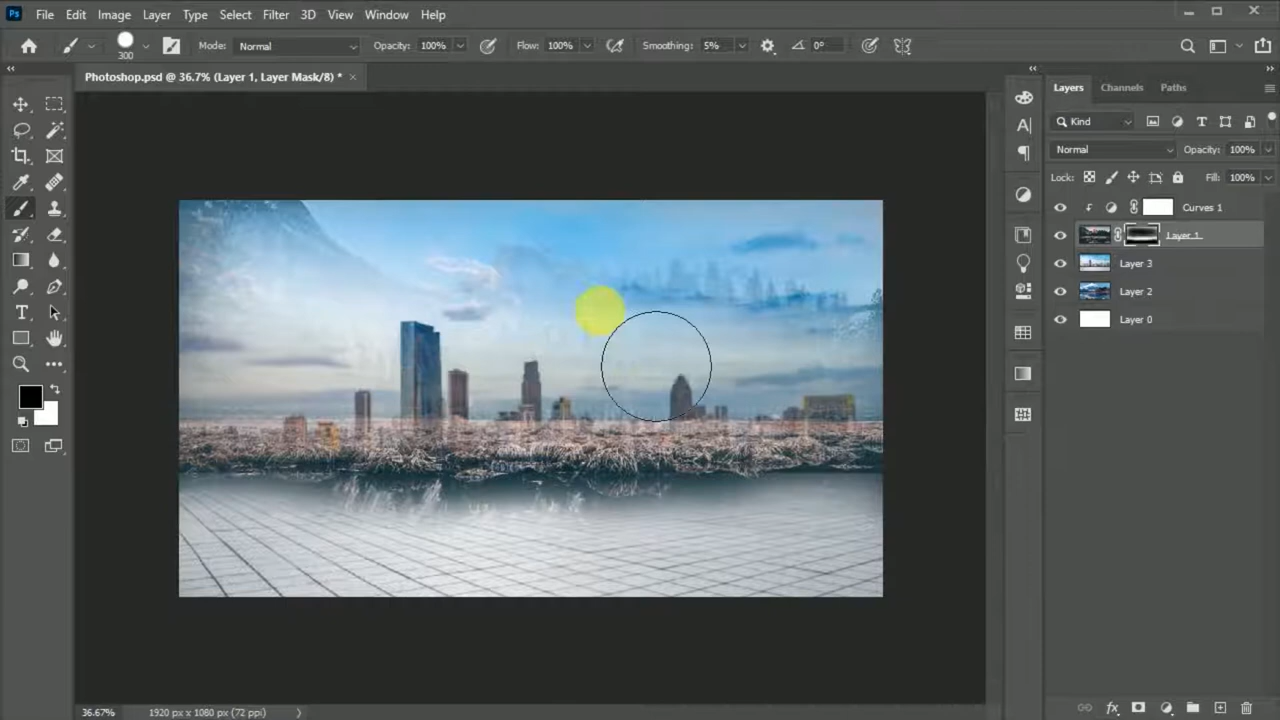 Ps File Edit Image Layer Type Select Filter 3D View Window Help
300 Mode: Normal Opacity: 100% Flow: 100% Smoothing: 5% 0°
Photoshop.psd @ 36.7% (Layer 1, Layer Mask/8) * ×
Layers Channels Paths
Kind
Normal Opacity: 100%
Lock: Fill: 100%
Curves 1
Layer 1
Layer 3
Layer 2
Layer 0
36.67% 1920 px x 1080 px (72 ppi)